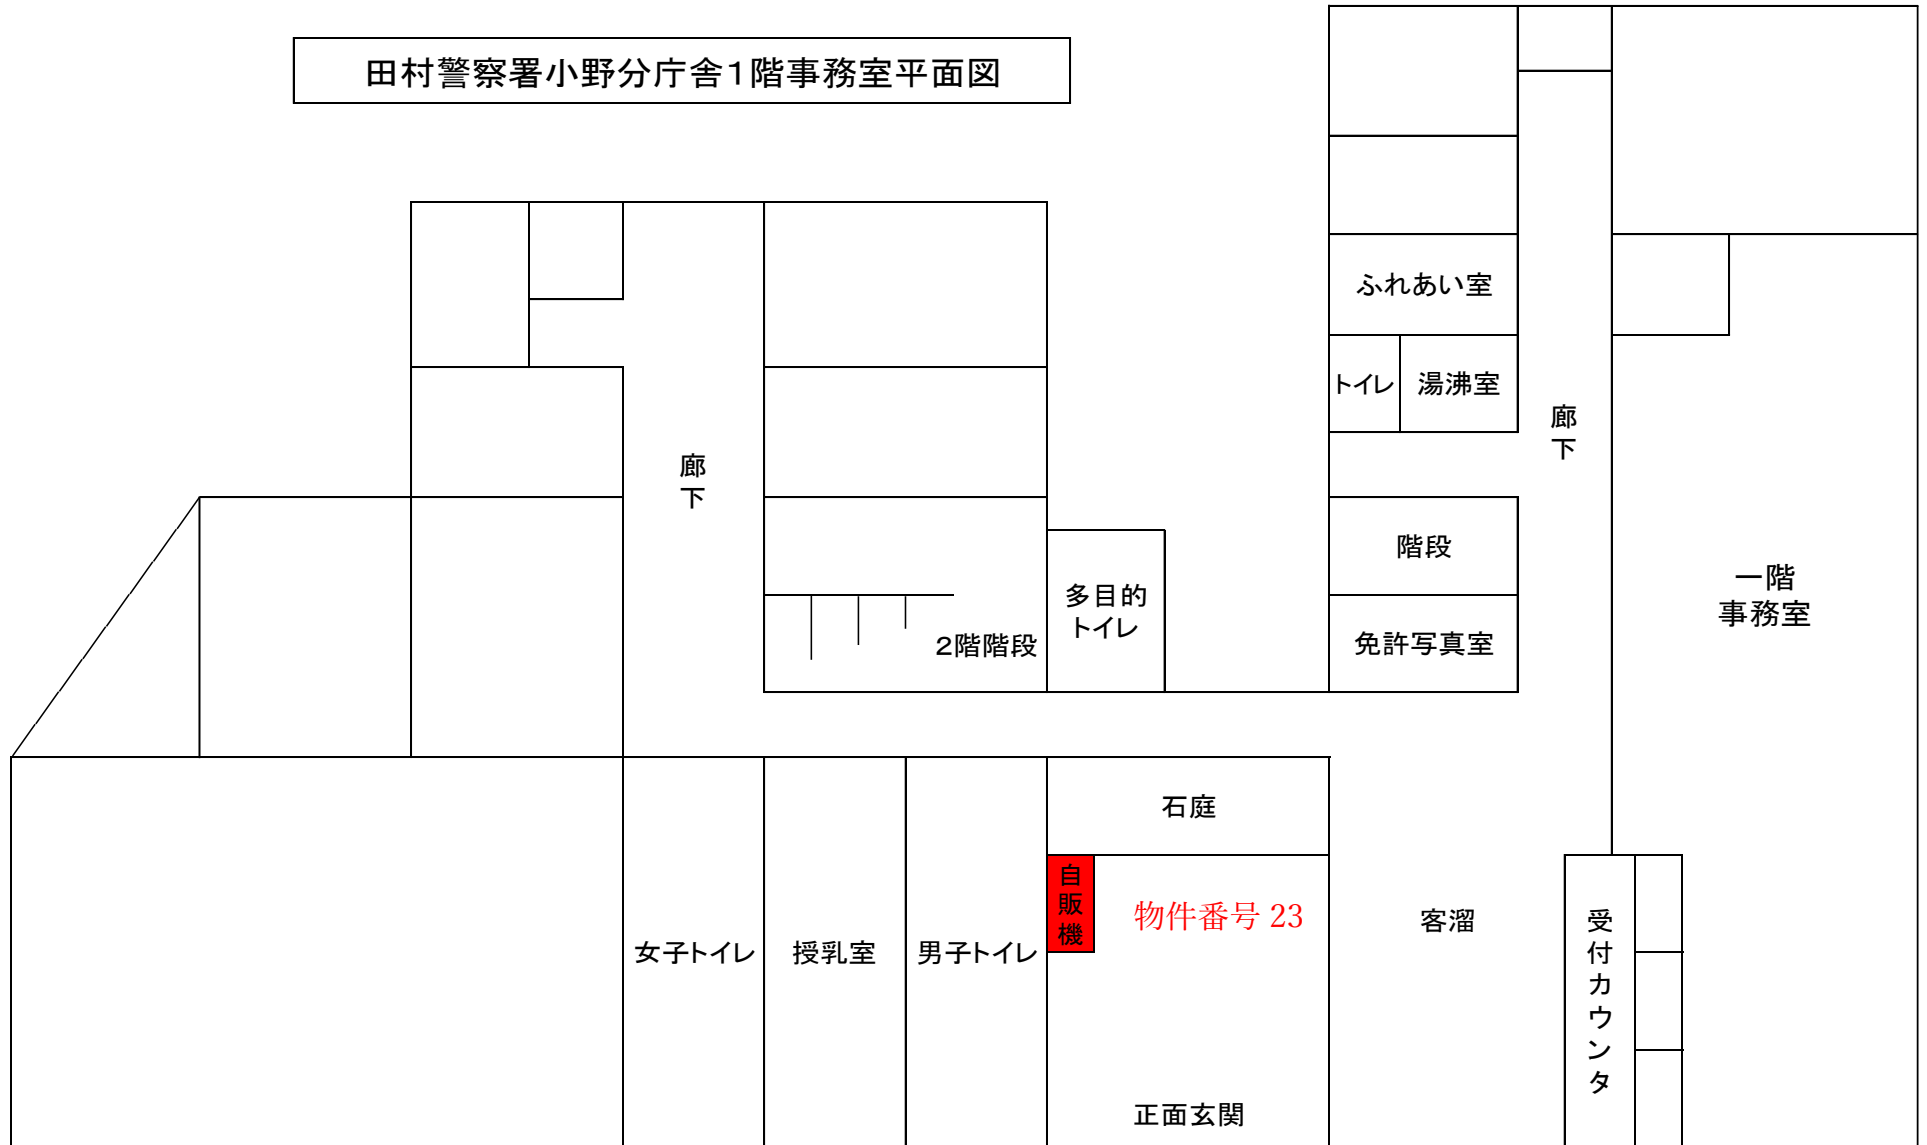 田村警察署小野分庁舎1階事務室平面図
ふれあい室
トイレ
湯沸室
廊下
廊下
階段
一階
事務室
多目的
トイレ
2階階段
免許写真室
石庭
自販機
物件番号 23
客溜
受付カウンタ
女子トイレ
授乳室
男子トイレ
正面玄関